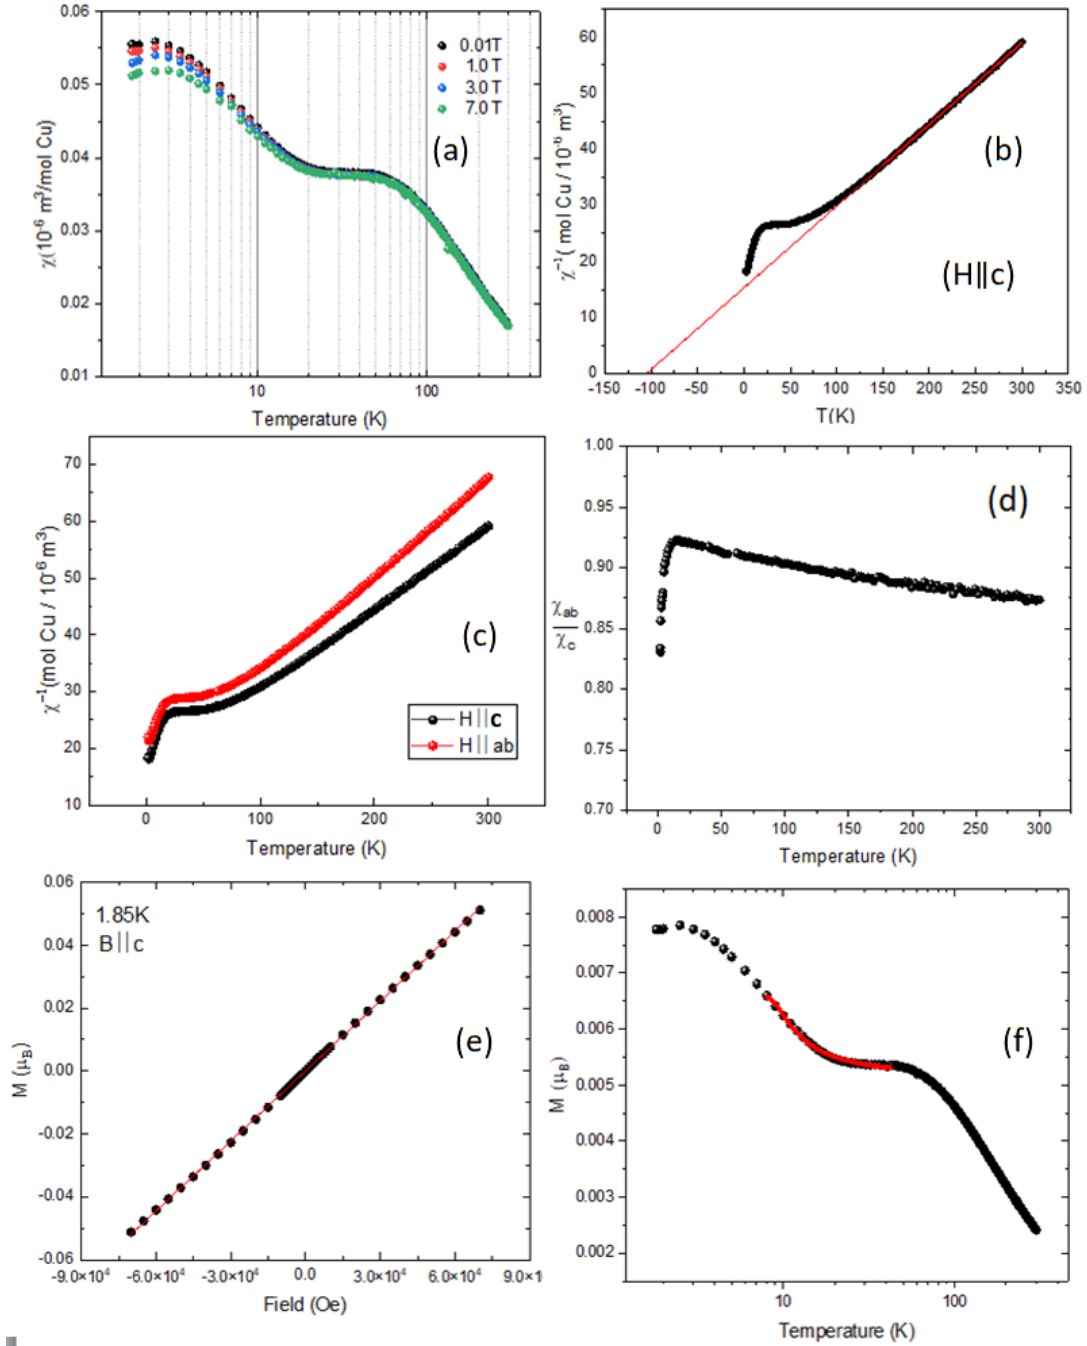 0.06
0.05
0.04
0.03
0.02
0.01
χ(10⁻⁶ m³/mol Cu)
0.01T
1.0 T
3.0 T
7.0 T
(a)
10
100
Temperature (K)
60
50
40
30
20
10
0
χ⁻¹( mol Cu / 10⁻⁶ m³)
(b)
(H||c)
-150 -100 -50 0 50 100 150 200 250 300 350
T(K)
70
60
50
40
30
20
10
χ⁻¹(mol Cu / 10⁻⁶ m³)
(c)
H||c
H||ab
0 100 200 300
Temperature (K)
1.00
0.95
0.90
0.85
0.80
0.75
0.70
χab
χc
(d)
0 50 100 150 200 250 300
Temperature (K)
0.06
0.04
0.02
0.00
-0.02
-0.04
-0.06
M (μB)
1.85K
B||c
(e)
-9.0×10⁴ -6.0×10⁴ -3.0×10⁴ 0.0 3.0×10⁴ 6.0×10⁴ 9.0×1
Field (Oe)
0.008
0.007
0.006
0.005
0.004
0.003
0.002
M (μB)
(f)
10
100
Temperature (K)